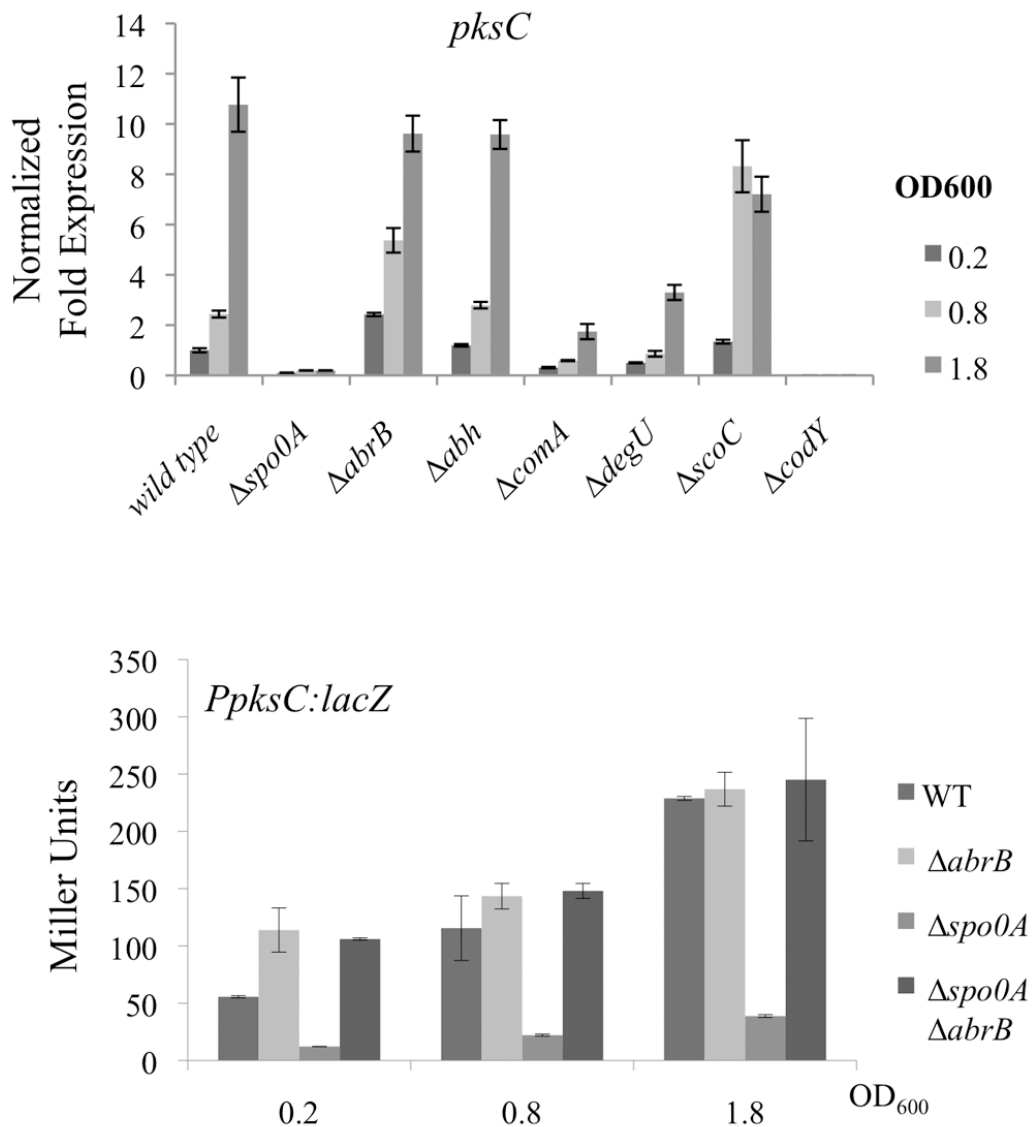 pksC
Normalized
Fold Expression
14
12
10
8
6
4
2
0
wild type
Δspo0A
ΔabrB
Δabh
ΔcomA
ΔdegU
ΔscoC
ΔcodY
OD600
0.2
0.8
1.8
PpksC:lacZ
Miller Units
350
300
250
200
150
100
50
0
0.2
0.8
1.8
OD600
WT
ΔabrB
Δspo0A
Δspo0A
ΔabrB